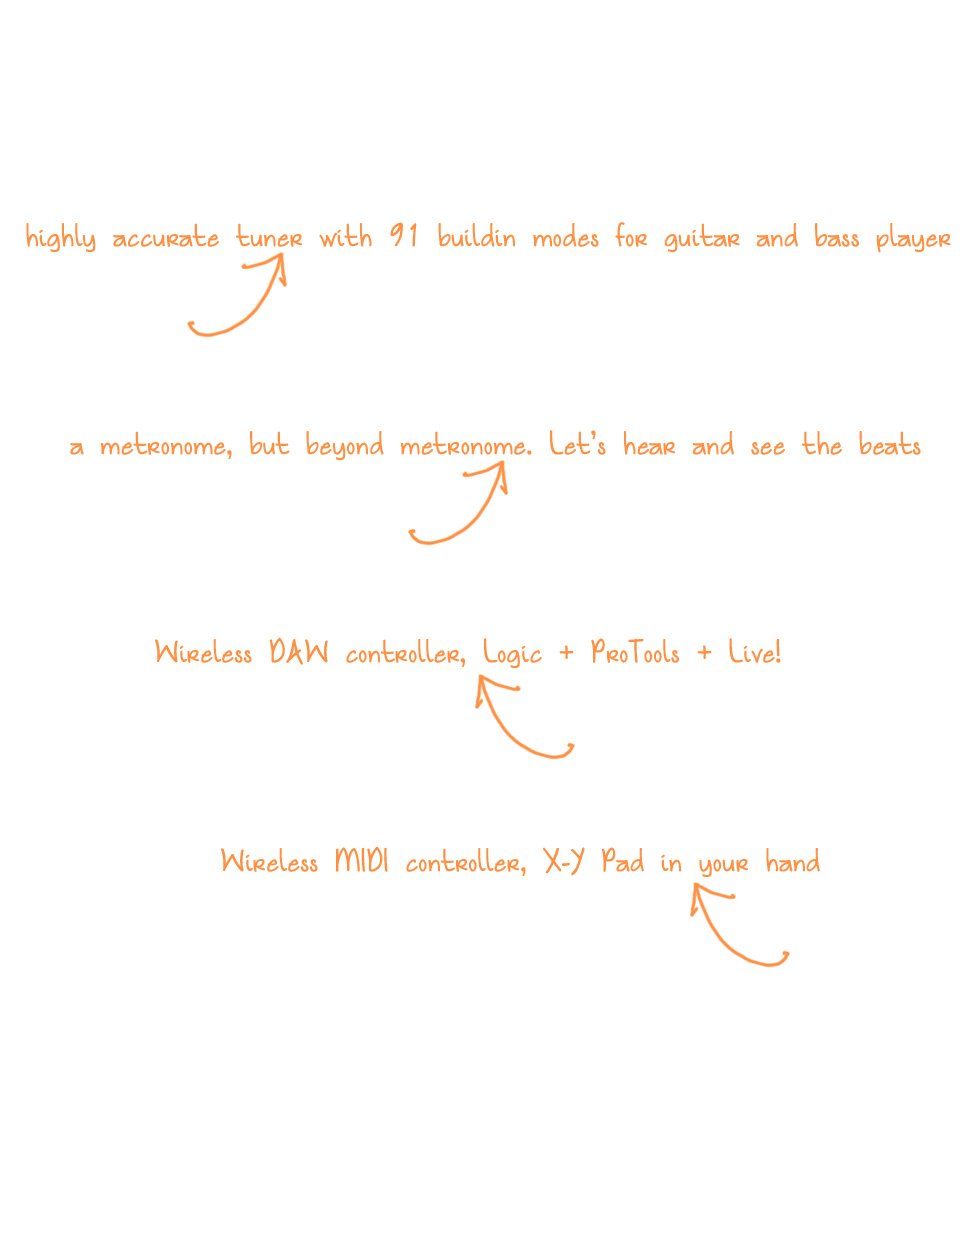 highly accurate tuner with 91 buildin modes for guitar and bass player
a metronome, but beyond metronome. Let's hear and see the beats
Wireless DAW controller, Logic + ProTools + Live!
Wireless MIDI controller, X-Y Pad in your hand